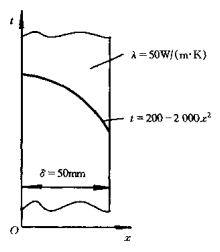 t
λ=50W/(m·K)
t=200-2 000x²
δ=50mm
O
x